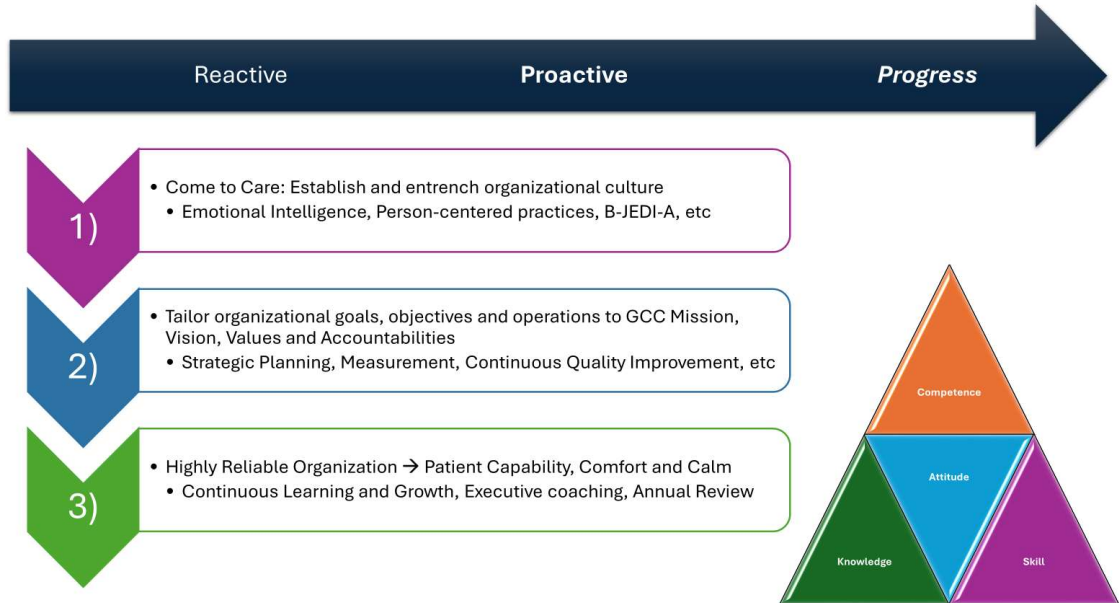 Reactive
Proactive
Progress
1)
• Come to Care: Establish and entrench organizational culture
• Emotional Intelligence, Person-centered practices, B-JEDI-A, etc
2)
• Tailor organizational goals, objectives and operations to GCC Mission,
Vision, Values and Accountabilities
• Strategic Planning, Measurement, Continuous Quality Improvement, etc
3)
• Highly Reliable Organization → Patient Capability, Comfort and Calm
• Continuous Learning and Growth, Executive coaching, Annual Review
Competence
Attitude
Knowledge
Skill